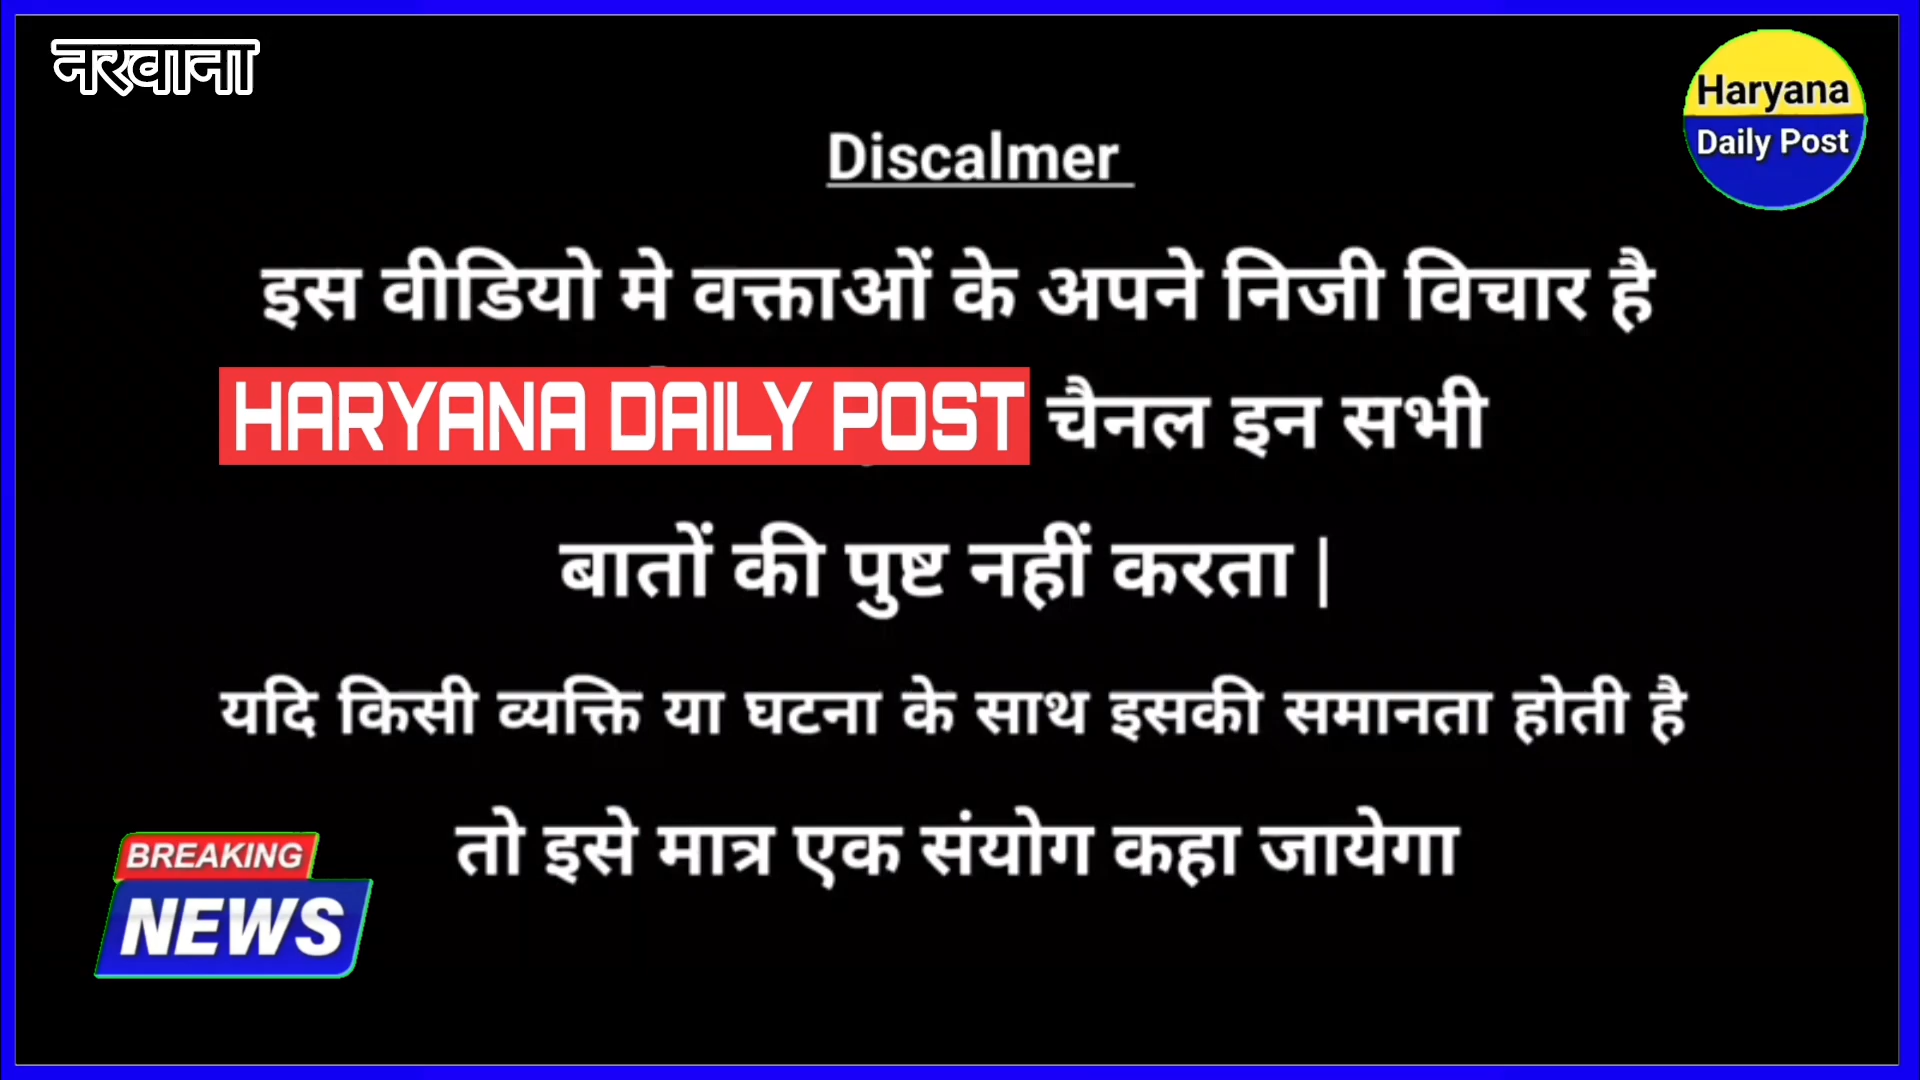 नरवाना
Haryana
Daily Post
Discalmer
इस वीडियो मे वक्ताओं के अपने निजी विचार है
HARYANA DAILY POST चैनल इन सभी
बातों की पुष्ट नहीं करता |
यदि किसी व्यक्ति या घटना के साथ इसकी समानता होती है
तो इसे मात्र एक संयोग कहा जायेगा
BREAKING
NEWS